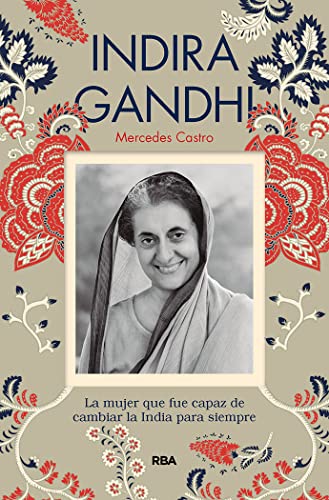 INDIRA
GANDHI
Mercedes Castro
La mujer que fue capaz de
cambiar la India para siempre
RBA